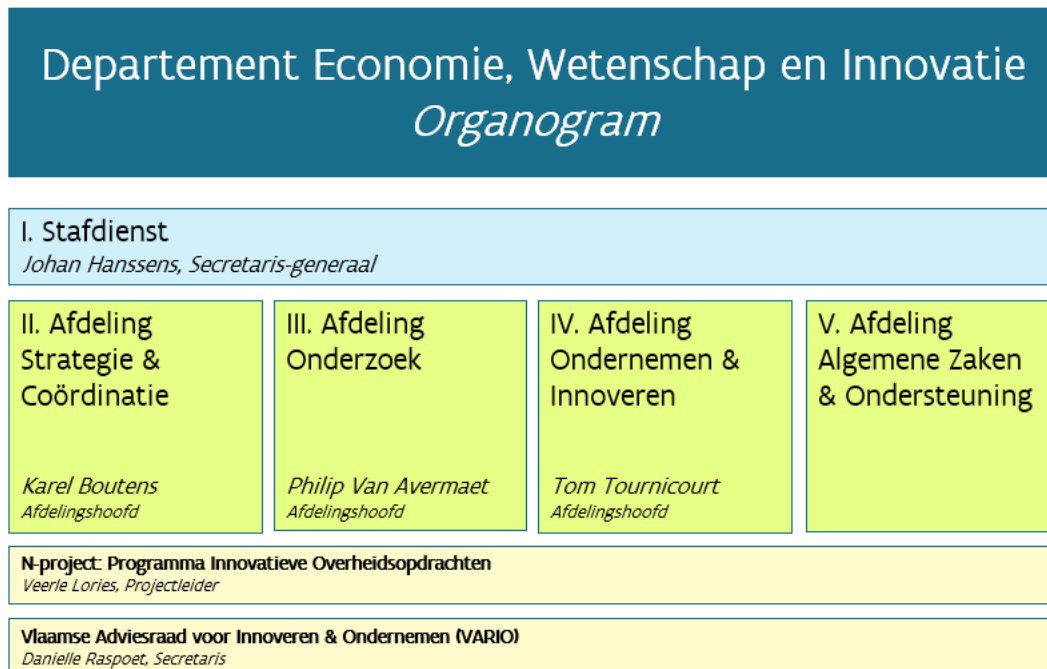 Departement Economie, Wetenschap en Innovatie
Organogram
I. Stafdienst
Johan Hanssens, Secretaris-generaal
II. Afdeling
Strategie &
Coördinatie
Karel Boutens
Afdelingshoofd
III. Afdeling
Onderzoek
Philip Van Avermaet
Afdelingshoofd
IV. Afdeling
Ondernemen &
Innoveren
Tom Tournicourt
Afdelingshoofd
V. Afdeling
Algemene Zaken
& Ondersteuning
N-project: Programma Innovatieve Overheidsopdrachten
Veerle Lories, Projectleider
Vlaamse Adviesraad voor Innoveren & Ondernemen (VARIO)
Danielle Raspoet, Secretaris